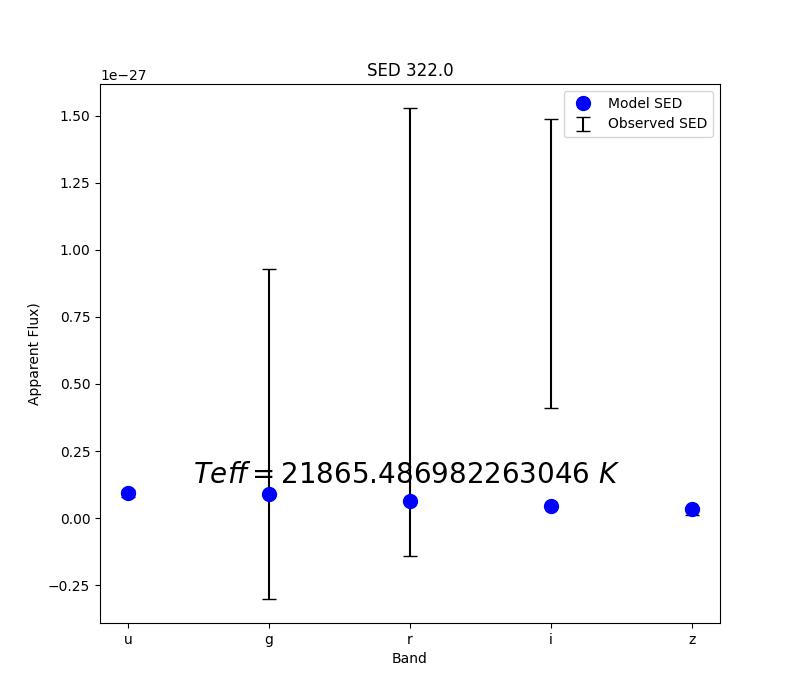 SED 322.0
1e−27
Model SED
Observed SED
1.50
1.25
1.00
0.75
0.50
0.25
0.00
−0.25
Apparent Flux)
Teff = 21865.486982263046 K
u g r i z
Band